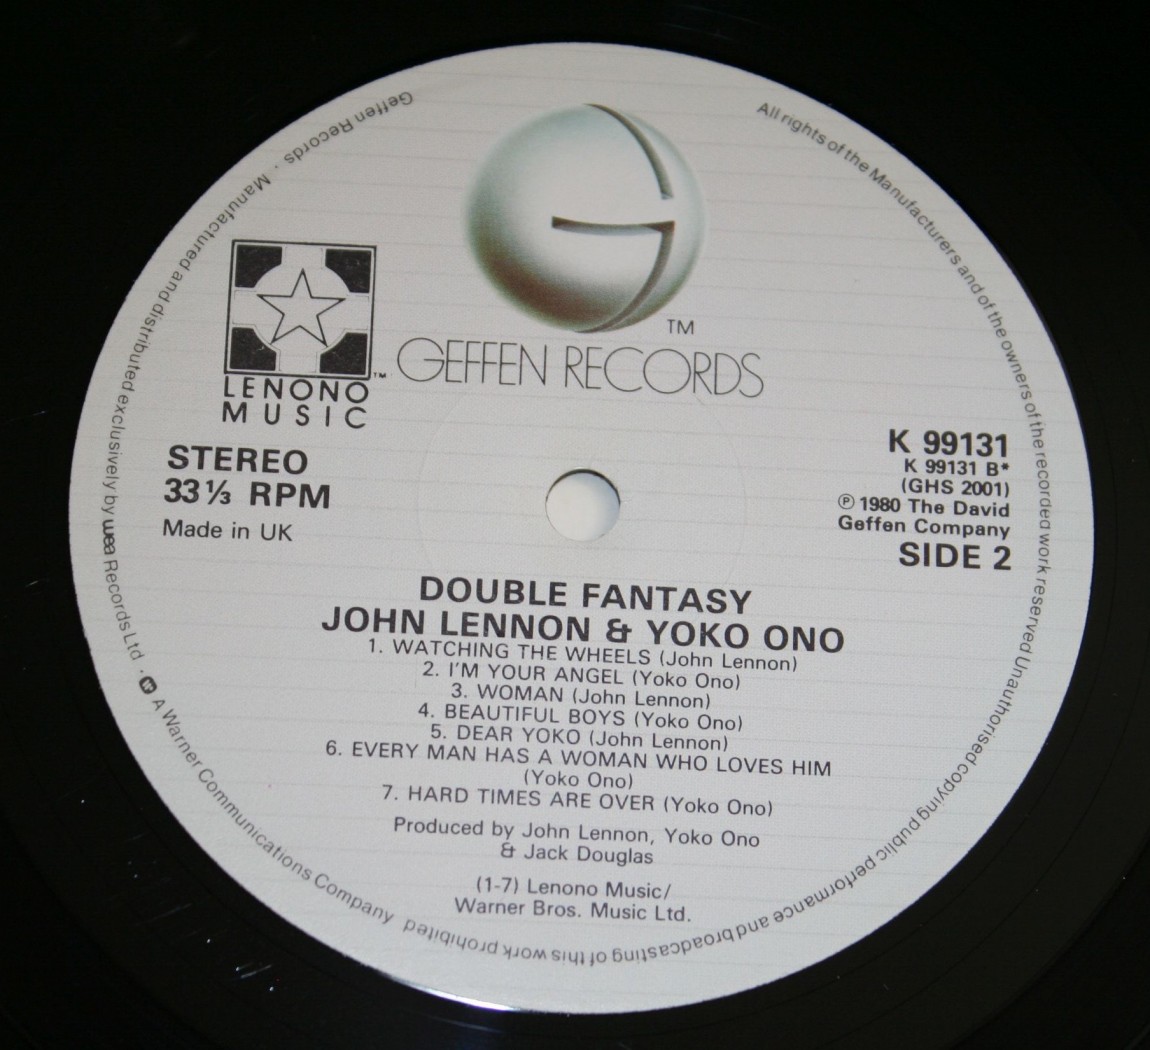 TM
GEFFEN RECORDS
LENONO ™
MUSIC
STEREO
33⅓ RPM
Made in UK
K 99131
K 99131 B*
(GHS 2001)
℗ 1980 The David
Geffen Company
SIDE 2
DOUBLE FANTASY
JOHN LENNON & YOKO ONO
1. WATCHING THE WHEELS (John Lennon)
2. I'M YOUR ANGEL (Yoko Ono)
3. WOMAN (John Lennon)
4. BEAUTIFUL BOYS (Yoko Ono)
5. DEAR YOKO (John Lennon)
6. EVERY MAN HAS A WOMAN WHO LOVES HIM
(Yoko Ono)
7. HARD TIMES ARE OVER (Yoko Ono)
Produced by John Lennon, Yoko Ono
& Jack Douglas
(1-7) Lenono Music/
Warner Bros. Music Ltd.
Geffen Records · Manufactured and distributed exclusively by wea Records Ltd · A Warner Communications Company
All rights of the Manufacturers and of the owners of the recorded work reserved Unauthorised copying public performance and broadcasting of this work prohibited